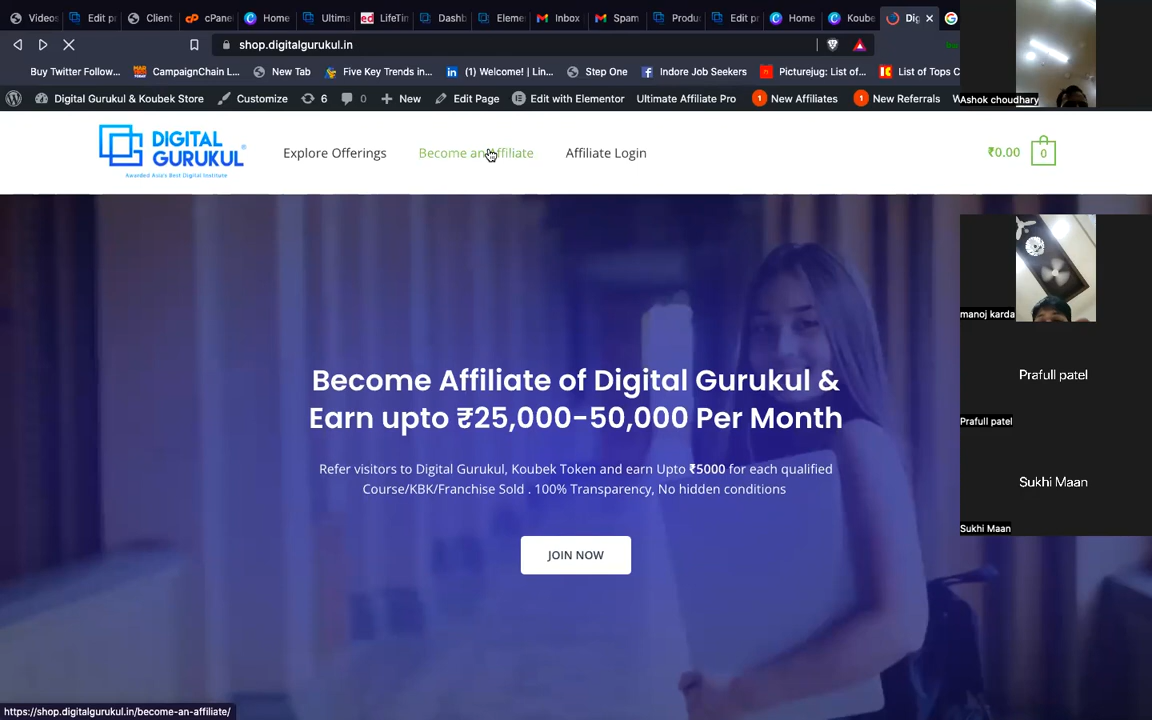 Videos
Edit p
Client
cPane
Home
Ultima
LifeTin
Dashb
Eleme
Inbox
Spam
Produ
Edit p
Home
Koube
Dig
shop.digitalgurukul.in
Buy Twitter Follow...
CampaignChain L...
New Tab
Five Key Trends in...
(1) Welcome! | Lin...
Step One
Indore Job Seekers
Picturejug: List of...
List of Tops C
Digital Gurukul & Koubek Store
Customize
6
0
New
Edit Page
Edit with Elementor
Ultimate Affiliate Pro
1 New Affiliates
1 New Referrals
Ashok choudhary
DIGITAL
GURUKUL
Awarded Asia's Best Digital Institute
Explore Offerings
Become an Affiliate
Affiliate Login
₹0.00
0
manoj karda
Prafull patel
Prafull patel
Sukhi Maan
Sukhi Maan
Become Affiliate of Digital Gurukul &
Earn upto ₹25,000-50,000 Per Month
Refer visitors to Digital Gurukul, Koubek Token and earn Upto ₹5000 for each qualified
Course/KBK/Franchise Sold . 100% Transparency, No hidden conditions
JOIN NOW
https://shop.digitalgurukul.in/become-an-affiliate/